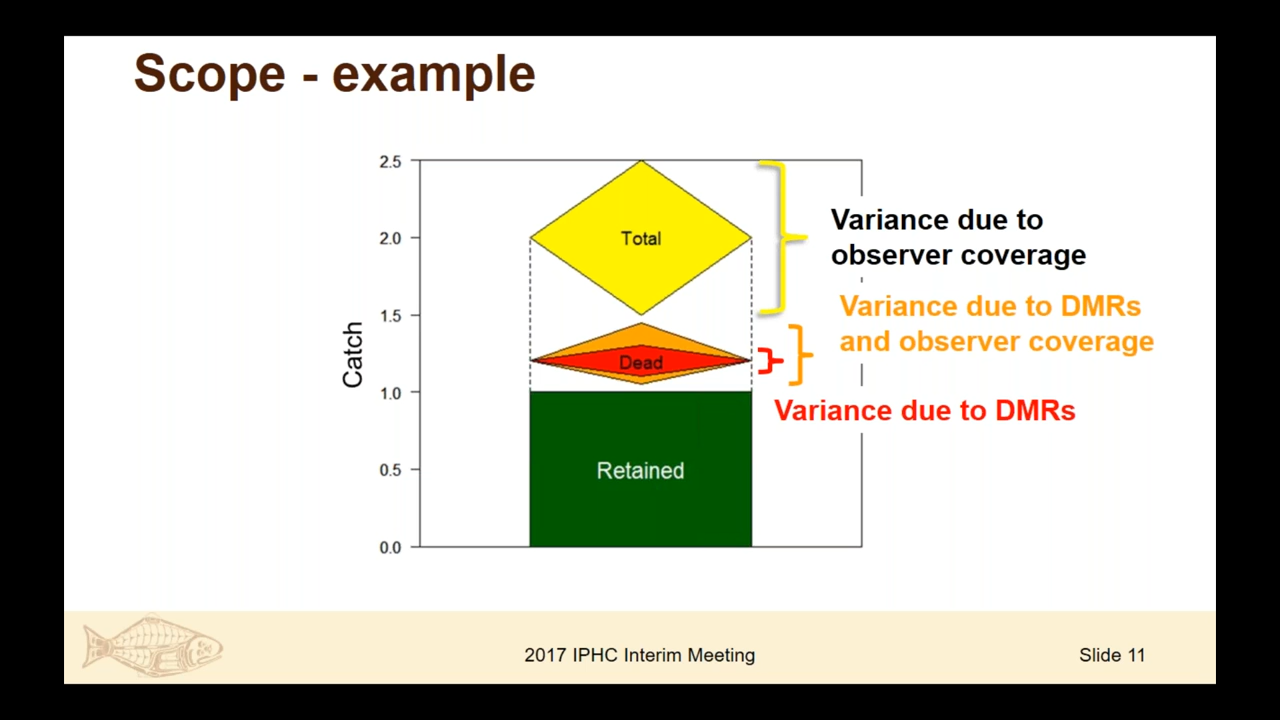 Scope - example
2.5
2.0
1.5
1.0
0.5
0.0
Catch
Total
Dead
Retained
Variance due to
observer coverage
Variance due to DMRs
and observer coverage
Variance due to DMRs
2017 IPHC Interim Meeting
Slide 11